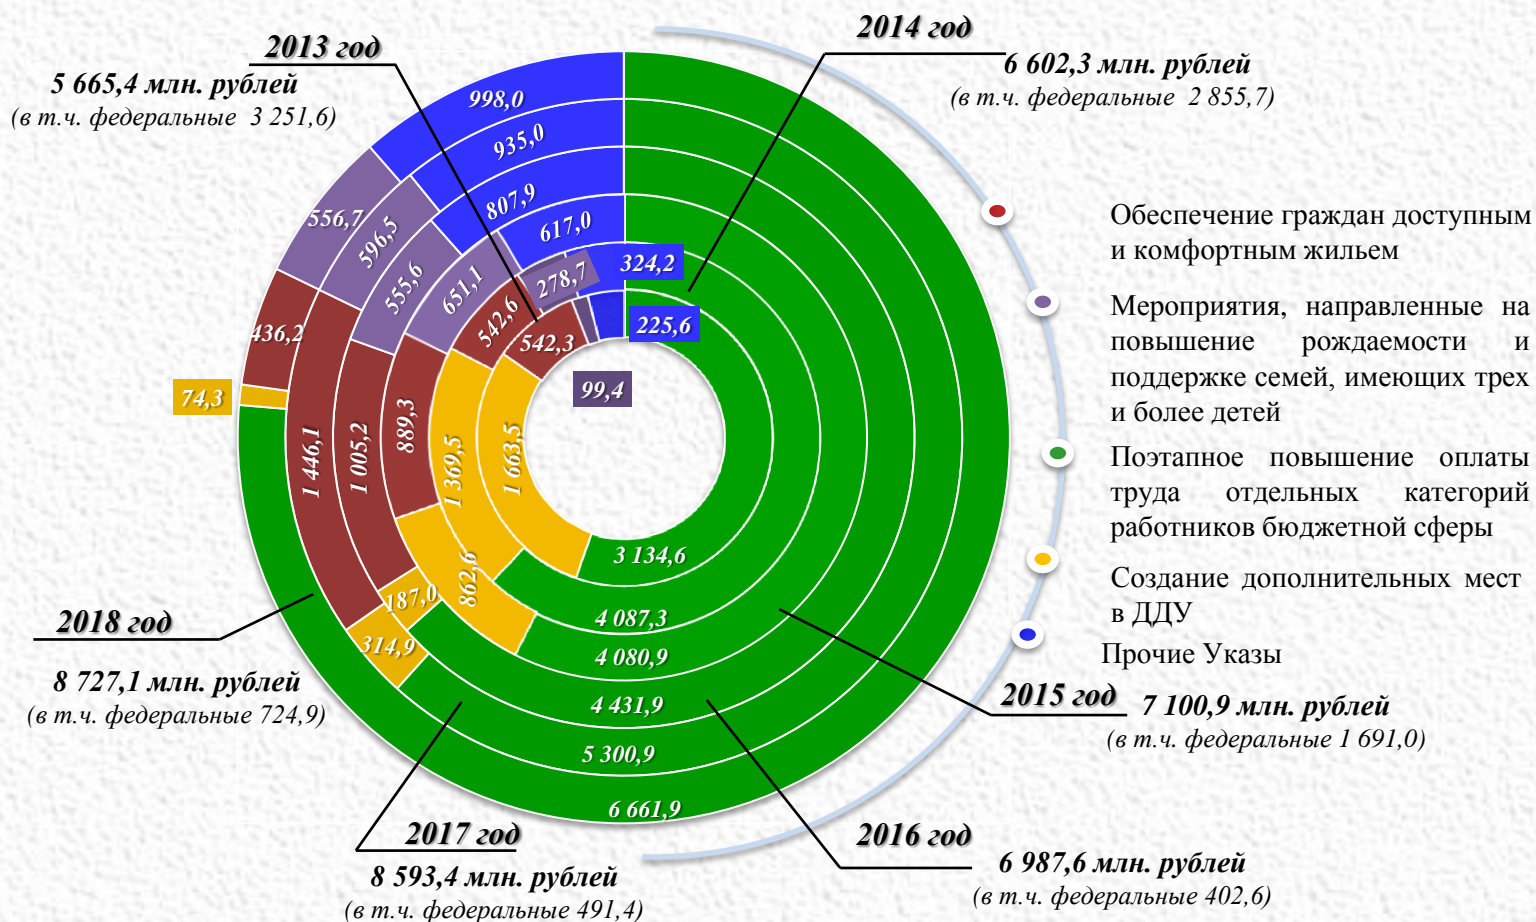 2013 год
5 665,4 млн. рублей
(в т.ч. федеральные 3 251,6)
2014 год
6 602,3 млн. рублей
(в т.ч. федеральные 2 855,7)
998,0
935,0
807,9
617,0
324,2
225,6
556,7
596,5
555,6
651,1
278,7
99,4
436,2
1 446,1
1 005,2
889,3
542,6
542,3
74,3
314,9
187,0
862,6
1 369,5
1 663,5
3 134,6
4 087,3
4 080,9
4 431,9
5 300,9
6 661,9
Обеспечение граждан доступным
и комфортным жильем
Мероприятия, направленные на
повышение рождаемости и
поддержке семей, имеющих трех
и более детей
Поэтапное повышение оплаты
труда отдельных категорий
работников бюджетной сферы
Создание дополнительных мест
в ДДУ
Прочие Указы
2015 год
7 100,9 млн. рублей
(в т.ч. федеральные 1 691,0)
2018 год
8 727,1 млн. рублей
(в т.ч. федеральные 724,9)
2017 год
8 593,4 млн. рублей
(в т.ч. федеральные 491,4)
2016 год
6 987,6 млн. рублей
(в т.ч. федеральные 402,6)